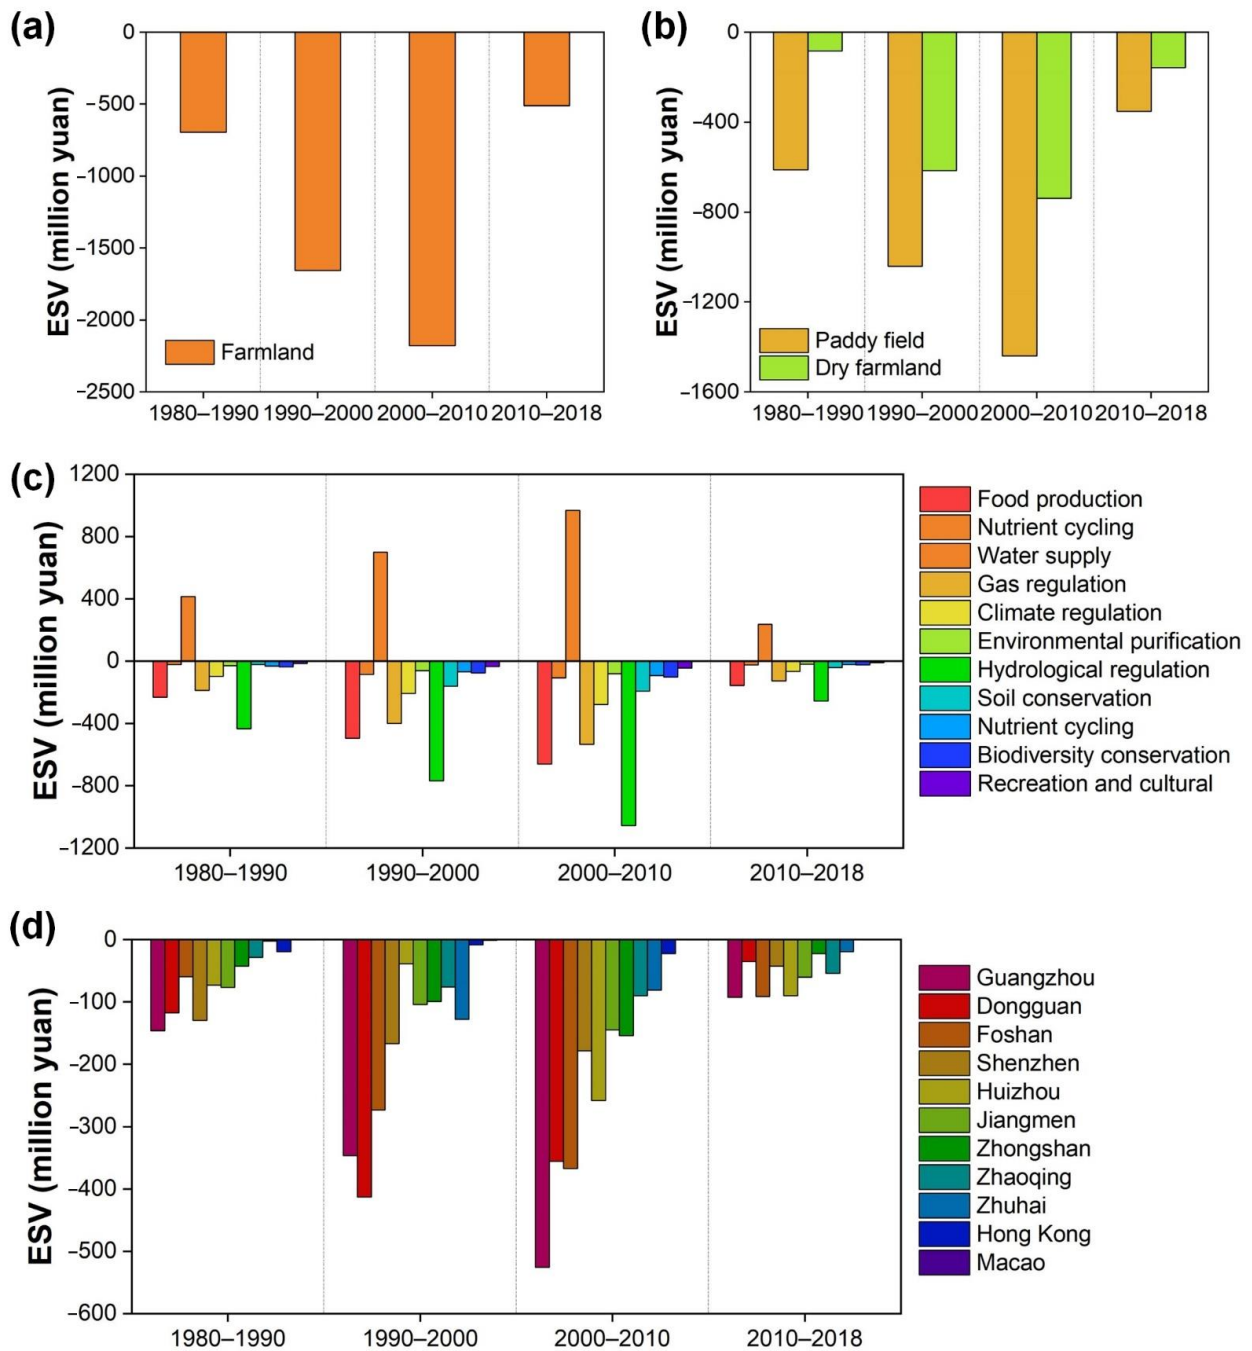 (a)
ESV (million yuan)
0
−500
−1000
−1500
−2000
−2500
Farmland
1980–1990 1990–2000 2000–2010 2010–2018
(b)
ESV (million yuan)
0
−400
−800
−1200
−1600
Paddy field
Dry farmland
1980–1990 1990–2000 2000–2010 2010–2018
(c)
ESV (million yuan)
1200
800
400
0
−400
−800
−1200
1980–1990 1990–2000 2000–2010 2010–2018
Food production
Nutrient cycling
Water supply
Gas regulation
Climate regulation
Environmental purification
Hydrological regulation
Soil conservation
Nutrient cycling
Biodiversity conservation
Recreation and cultural
(d)
ESV (million yuan)
0
−100
−200
−300
−400
−500
−600
1980–1990 1990–2000 2000–2010 2010–2018
Guangzhou
Dongguan
Foshan
Shenzhen
Huizhou
Jiangmen
Zhongshan
Zhaoqing
Zhuhai
Hong Kong
Macao